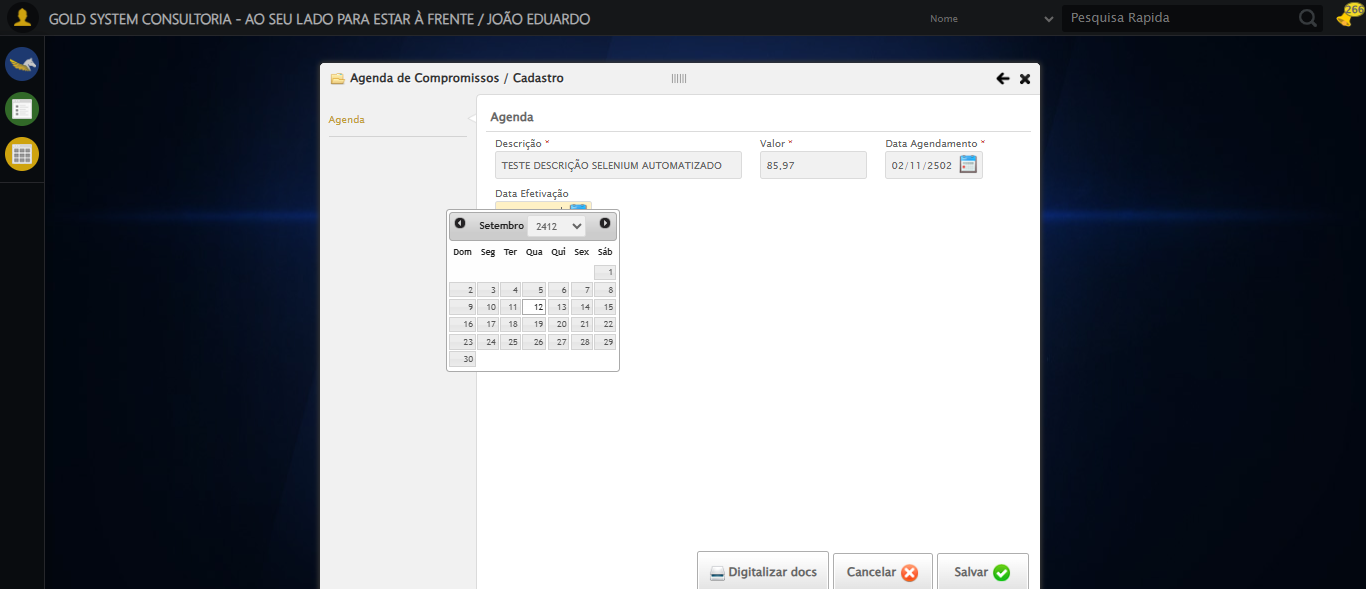 GOLD SYSTEM CONSULTORIA - AO SEU LADO PARA ESTAR À FRENTE / JOÃO EDUARDO
Nome
Pesquisa Rapida
266
Agenda de Compromissos / Cadastro
Agenda
Agenda
Descrição * Valor * Data Agendamento *
TESTE DESCRIÇÃO SELENIUM AUTOMATIZADO 85,97 02/11/2502
Data Efetivação
Setembro 2412
Dom Seg Ter Qua Qui Sex Sáb
1
2 3 4 5 6 7 8
9 10 11 12 13 14 15
16 17 18 19 20 21 22
23 24 25 26 27 28 29
30
Digitalizar docs Cancelar Salvar